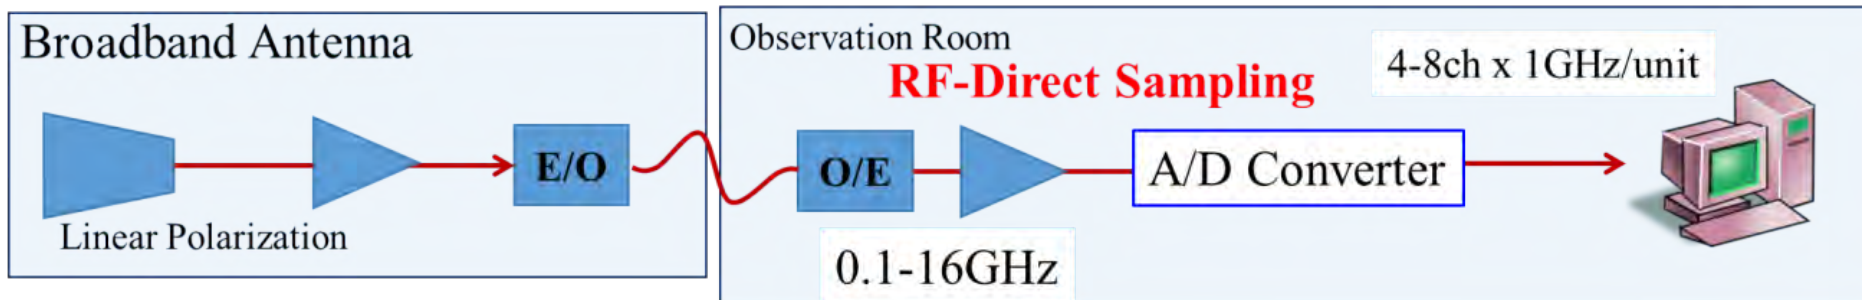 Broadband Antenna
E/O
Linear Polarization
Observation Room
RF-Direct Sampling
4-8ch x 1GHz/unit
O/E
A/D Converter
0.1-16GHz